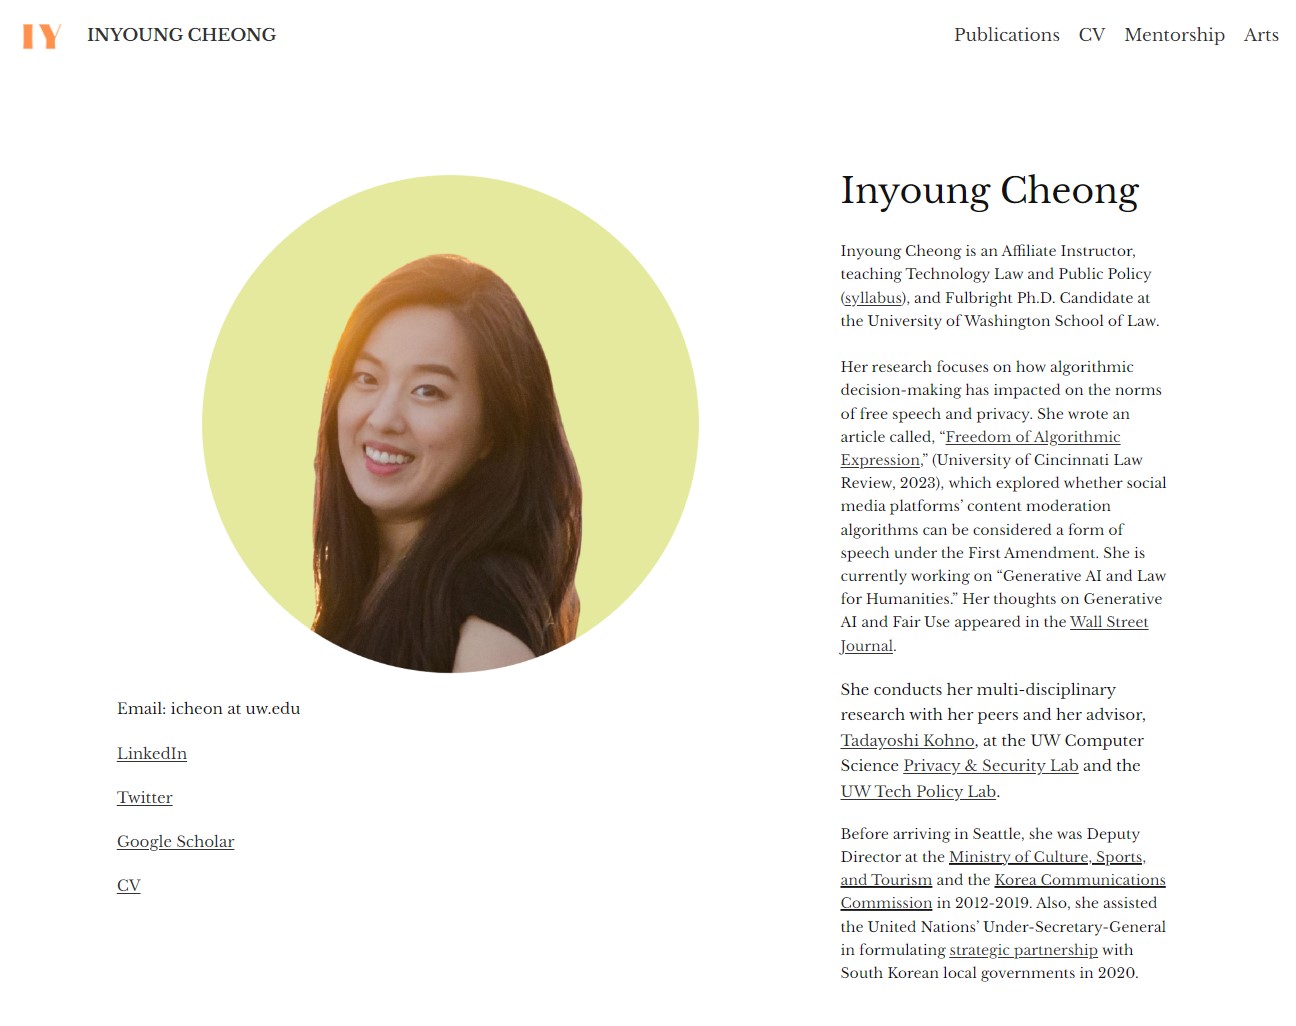 IY INYOUNG CHEONG
Publications CV Mentorship Arts
Inyoung Cheong
Inyoung Cheong is an Affiliate Instructor,
teaching Technology Law and Public Policy
(syllabus), and Fulbright Ph.D. Candidate at
the University of Washington School of Law.
Her research focuses on how algorithmic
decision-making has impacted on the norms
of free speech and privacy. She wrote an
article called, “Freedom of Algorithmic
Expression,” (University of Cincinnati Law
Review, 2023), which explored whether social
media platforms’ content moderation
algorithms can be considered a form of
speech under the First Amendment. She is
currently working on “Generative AI and Law
for Humanities.” Her thoughts on Generative
AI and Fair Use appeared in the Wall Street
Journal.
She conducts her multi-disciplinary
research with her peers and her advisor,
Tadayoshi Kohno, at the UW Computer
Science Privacy & Security Lab and the
UW Tech Policy Lab.
Before arriving in Seattle, she was Deputy
Director at the Ministry of Culture, Sports,
and Tourism and the Korea Communications
Commission in 2012-2019. Also, she assisted
the United Nations’ Under-Secretary-General
in formulating strategic partnership with
South Korean local governments in 2020.
Email: icheon at uw.edu
LinkedIn
Twitter
Google Scholar
CV